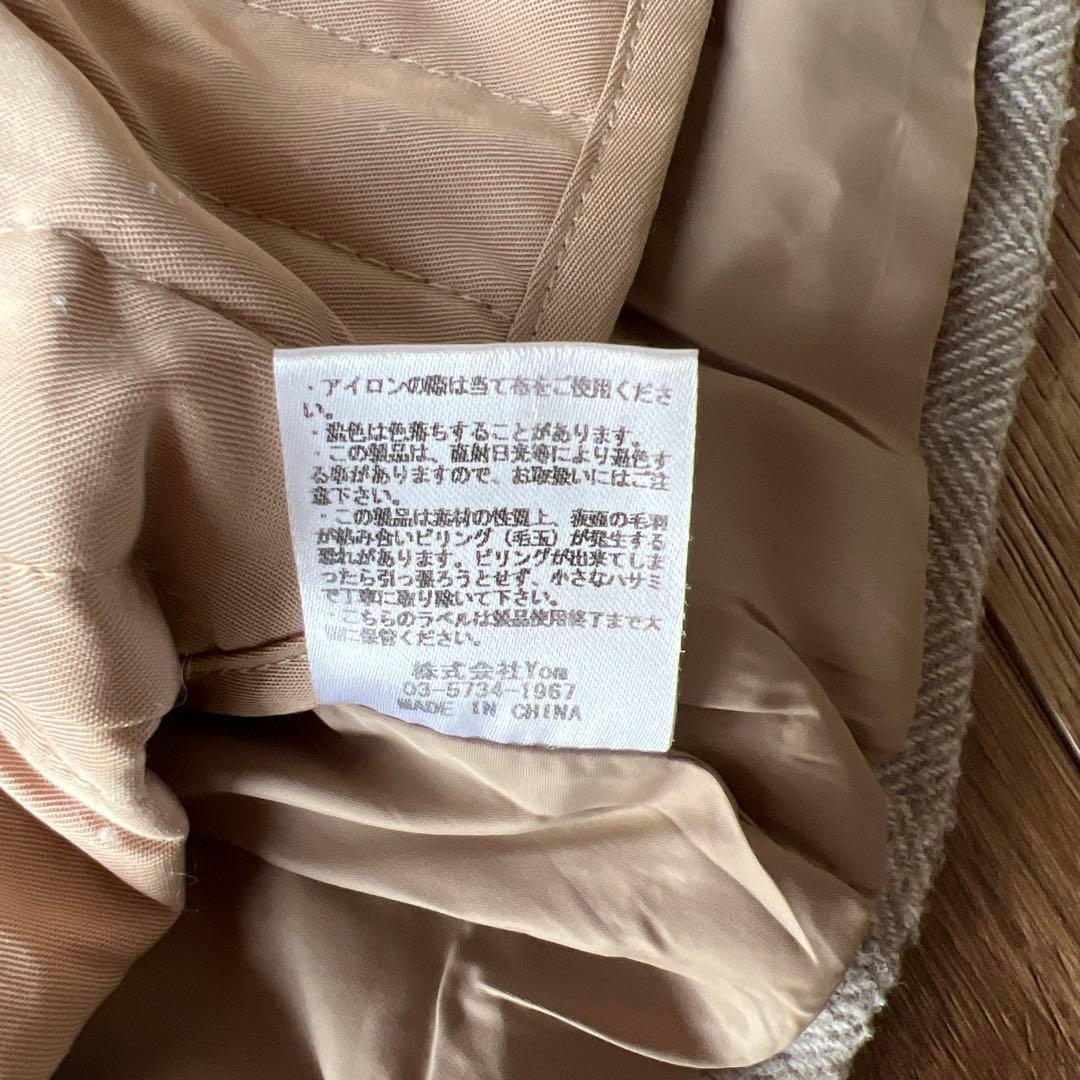 ・アイロンの際は当て布をご使用くださ
い。
・濃色は色落ちすることがあります。
・この製品は、直射日光等により退色す
る事がありますので、お取扱いにはご注
意下さい。
・この製品は素材の性質上、表面の毛羽
が絡み合いピリング（毛玉）が発生する
恐れがあります。ピリングが出来てしま
ったら引っ張ろうとせず、小さなハサミ
で丁寧に取り除いて下さい。
こちらのラベルは製品使用終了まで大
切に保管ください。
株式会社Yom
03-5734-1967
MADE IN CHINA